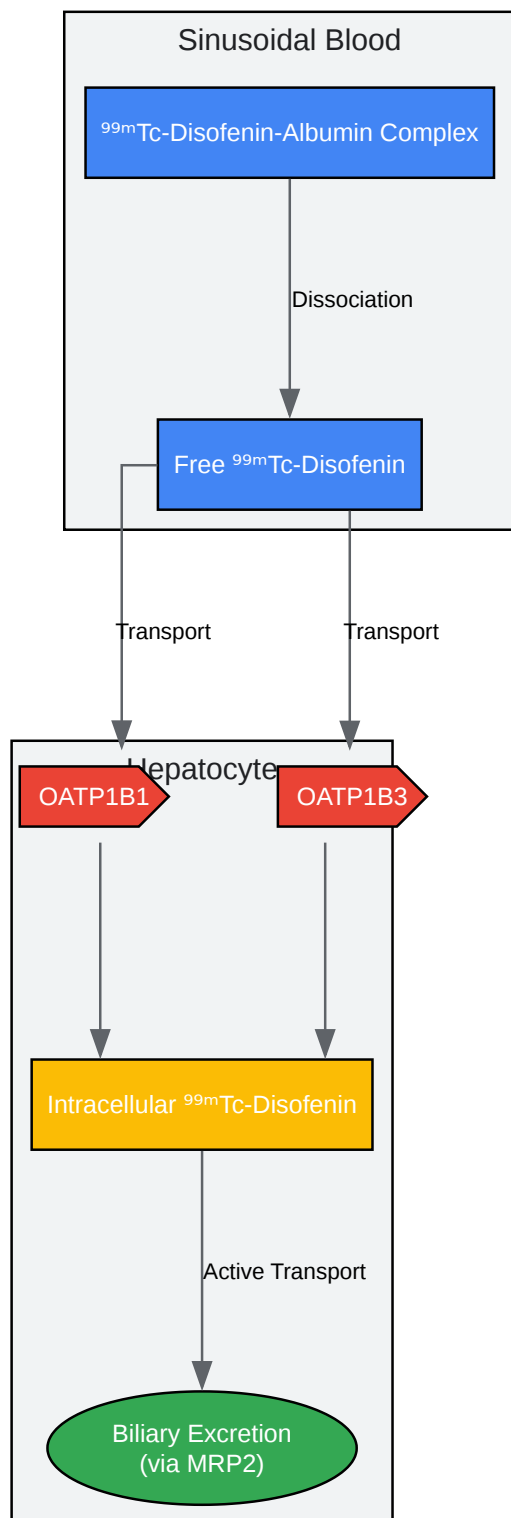 Sinusoidal Blood
⁹⁹ᵐTc-Disofenin-Albumin Complex
Dissociation
Free ⁹⁹ᵐTc-Disofenin
Transport
Transport
Hepatocyte
OATP1B1
OATP1B3
Intracellular ⁹⁹ᵐTc-Disofenin
Active Transport
Biliary Excretion
(via MRP2)